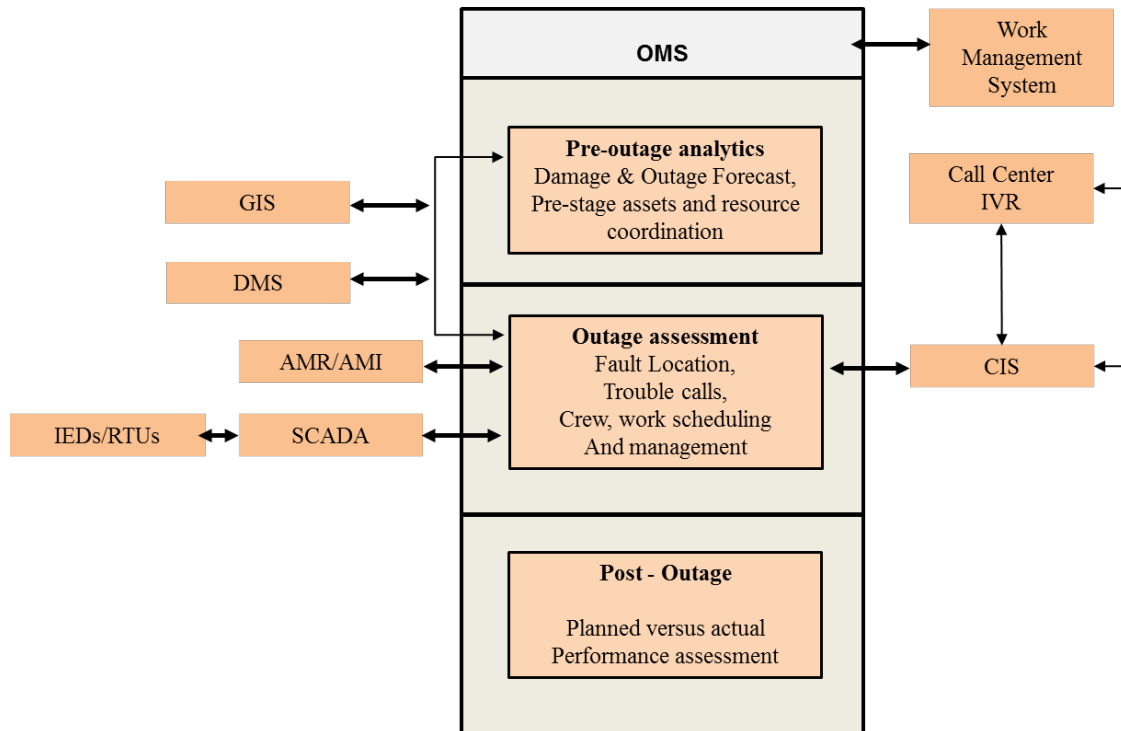 OMS
Work
Management
System
Pre-outage analytics
Damage & Outage Forecast,
Pre-stage assets and resource
coordination
GIS
DMS
Call Center
IVR
Outage assessment
Fault Location,
Trouble calls,
Crew, work scheduling
And management
AMR/AMI
CIS
IEDs/RTUs
SCADA
Post - Outage
Planned versus actual
Performance assessment